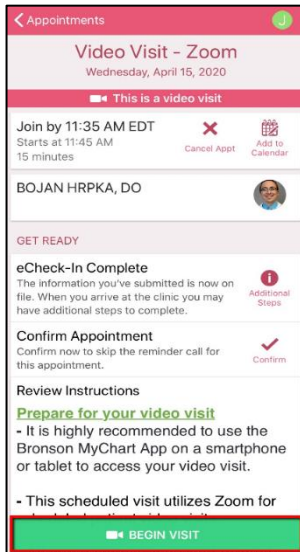 Appointments
J
Video Visit - Zoom
Wednesday, April 15, 2020
This is a video visit
Join by 11:35 AM EDT
Starts at 11:45 AM
15 minutes
Cancel Appt
Add to
Calendar
BOJAN HRPKA, DO
GET READY
eCheck-In Complete
The information you've submitted is now on
file. When you arrive at the clinic you may
have additional steps to complete.
Additional
Steps
Confirm Appointment
Confirm now to skip the reminder call for
this appointment.
Confirm
Review Instructions
Prepare for your video visit
- It is highly recommended to use the
Bronson MyChart App on a smartphone
or tablet to access your video visit.
- This scheduled visit utilizes Zoom for
BEGIN VISIT